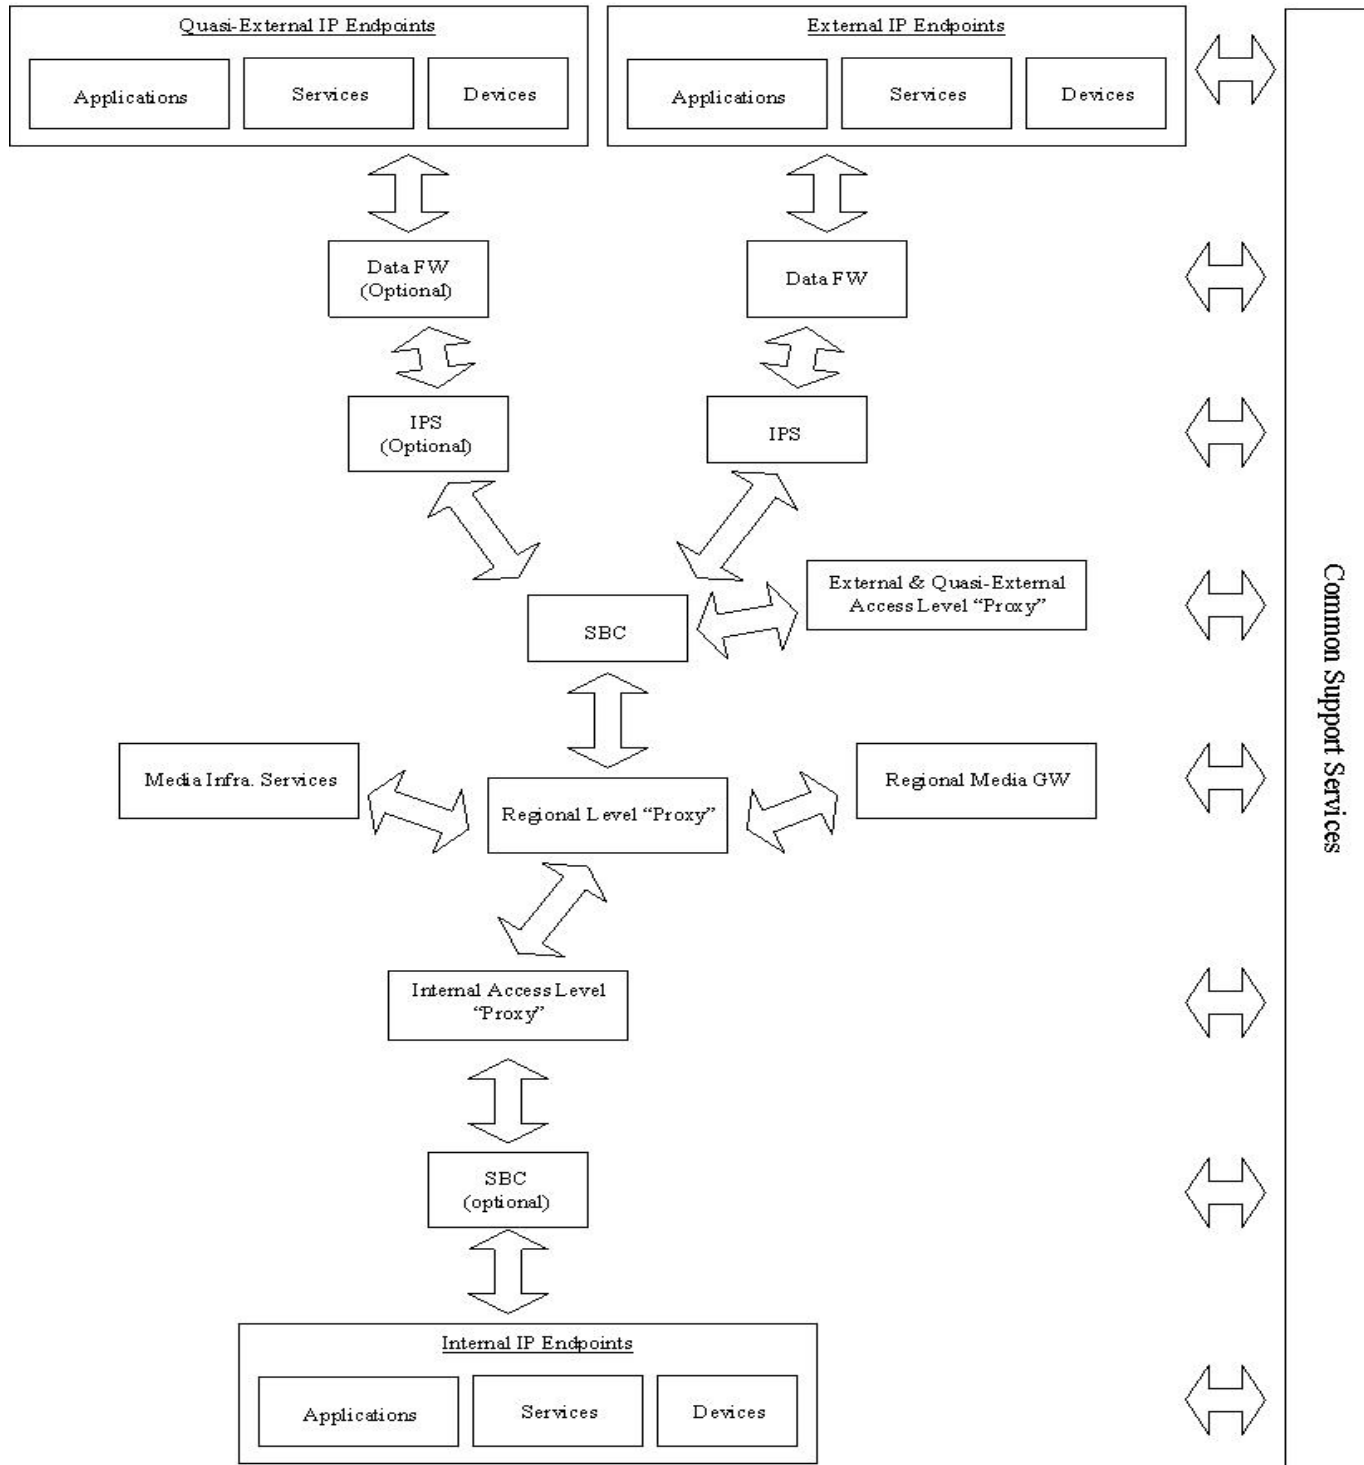 Quasi-External IP Endpoints
Applications
Services
Devices
External IP Endpoints
Applications
Services
Devices
Data FW
(Optional)
Data FW
IPS
(Optional)
IPS
External & Quasi-External
Access Level “Proxy”
SBC
Media Infra. Services
Regional Level “Proxy”
Regional Media GW
Internal Access Level
“Proxy”
SBC
(optional)
Internal IP Endpoints
Applications
Services
Devices
Common Support Services